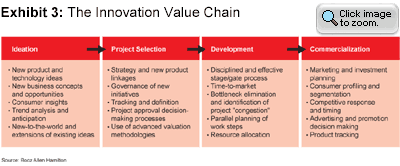 Exhibit 3: The Innovation Value Chain
Click image
to zoom.
Ideation
• New product and
technology ideas
• New business concepts
and opportunities
• Consumer insights
• Trend analysis and
anticipation
• New-to-the-world and
extensions of existing ideas
Project Selection
• Strategy and new product
linkages
• Governance of new
initiatives
• Tracking and definition
• Project approval decision-
making processes
• Use of advanced valuation
methodologies
Development
• Disciplined and effective
stage/gate process
• Time-to-market
• Bottleneck elimination
and identification of
project "congestion"
• Parallel planning of
work steps
• Resource allocation
Commercialization
• Marketing and investment
planning
• Consumer profiling and
segmentation
• Competitive response
and timing
• Advertising and promotion
decision making
• Product tracking
Source: Booz Allen Hamilton